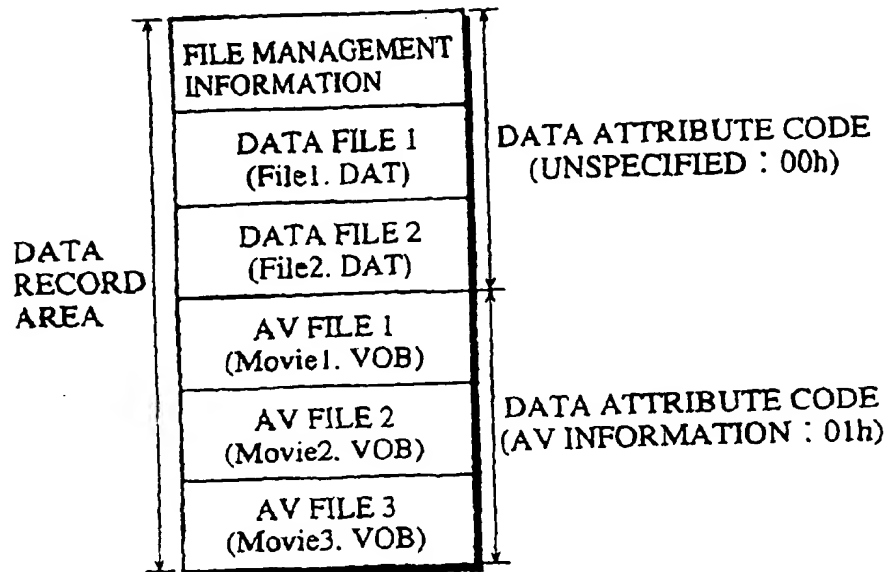 FILE MANAGEMENT
INFORMATION
DATA FILE 1
(File1. DAT)
DATA FILE 2
(File2. DAT)
AV FILE 1
(Movie1. VOB)
AV FILE 2
(Movie2. VOB)
AV FILE 3
(Movie3. VOB)
DATA
RECORD
AREA
DATA ATTRIBUTE CODE
(UNSPECIFIED : 00h)
DATA ATTRIBUTE CODE
(AV INFORMATION : 01h)